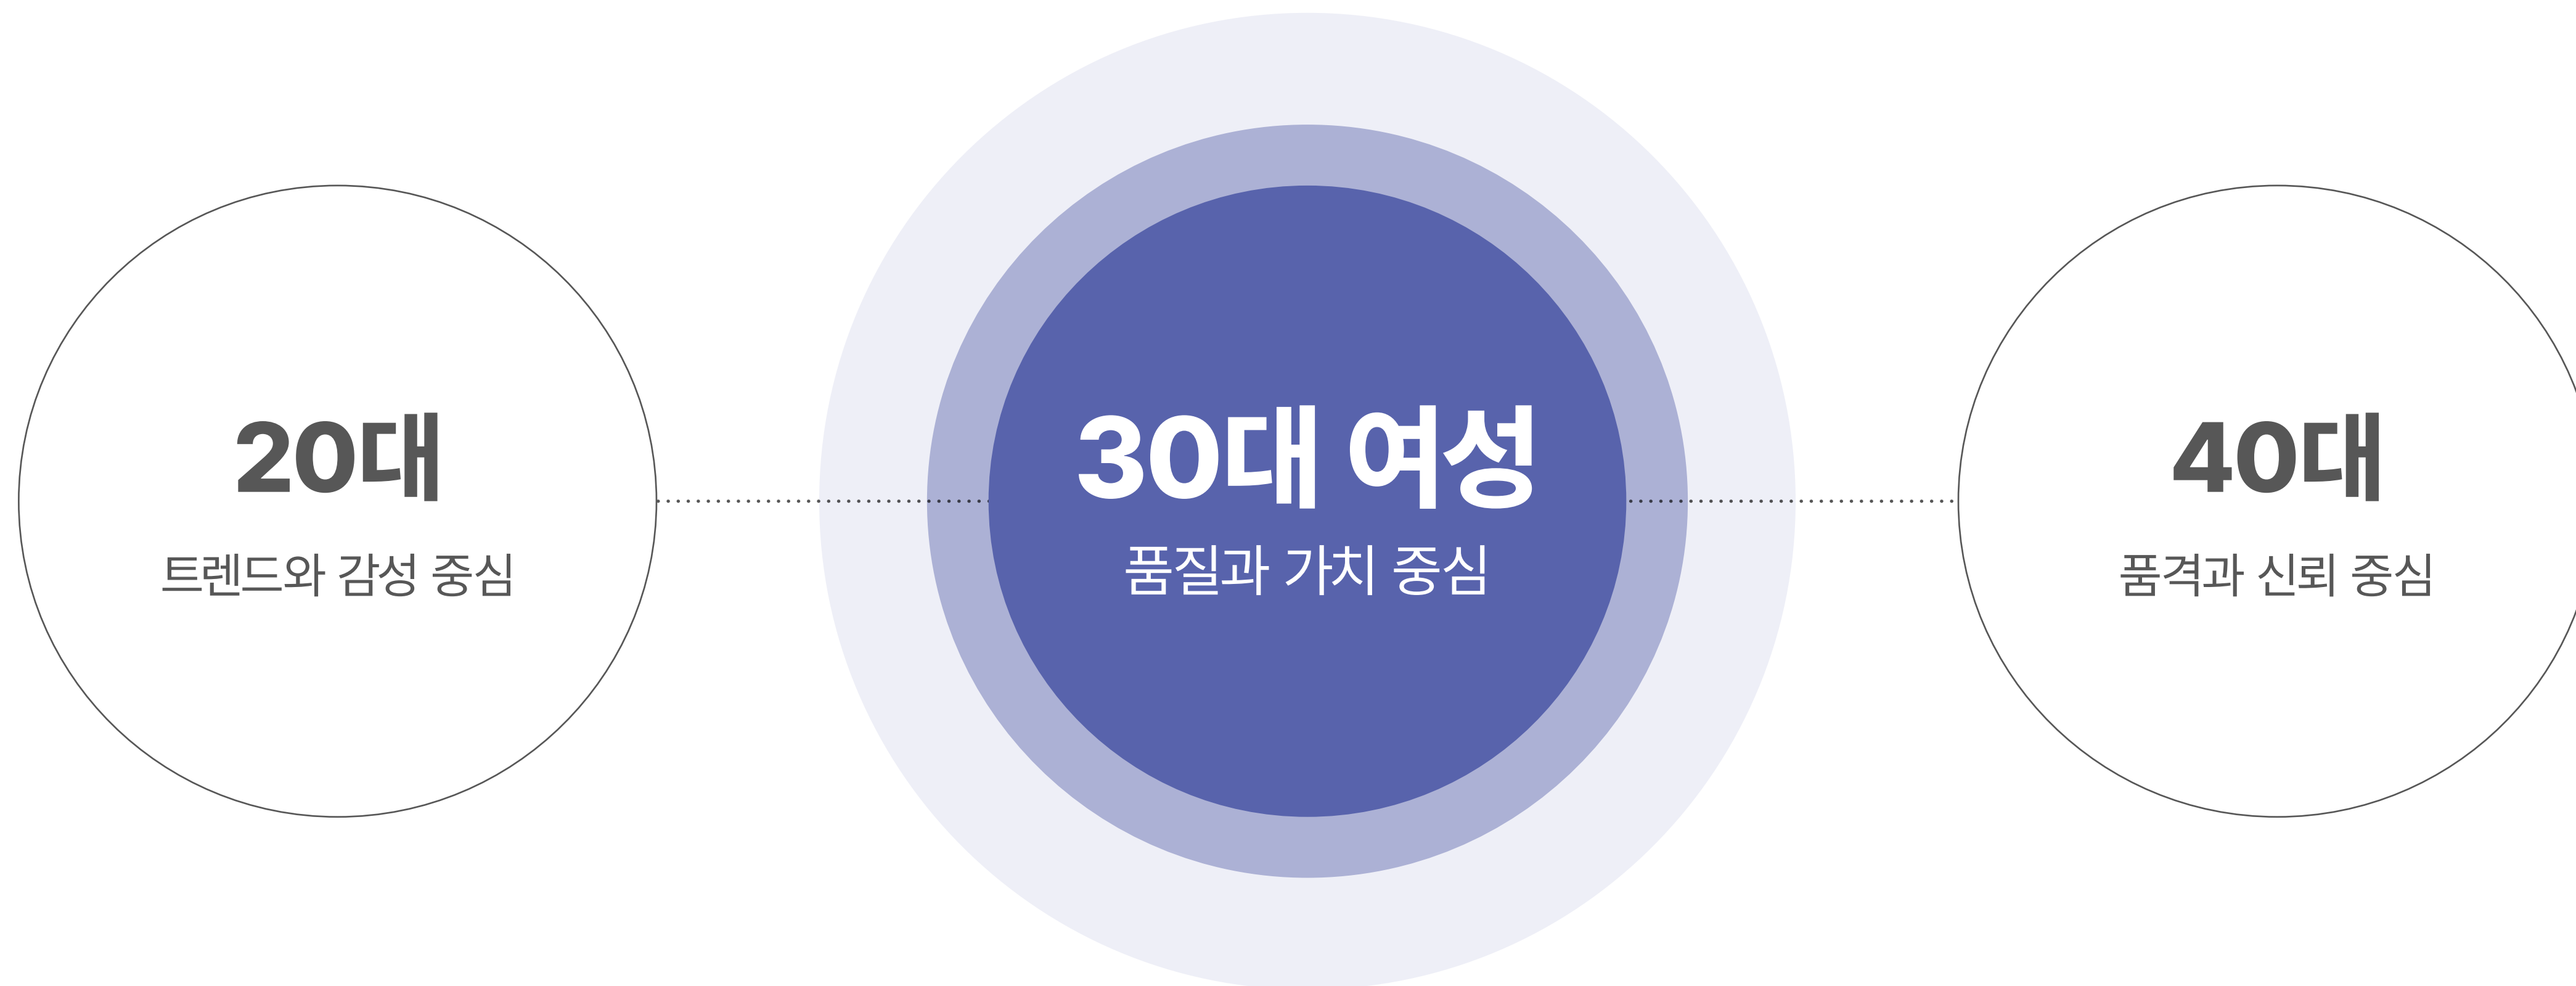 20대
트렌드와 감성 중심
30대 여성
품질과 가치 중심
40대
품격과 신뢰 중심